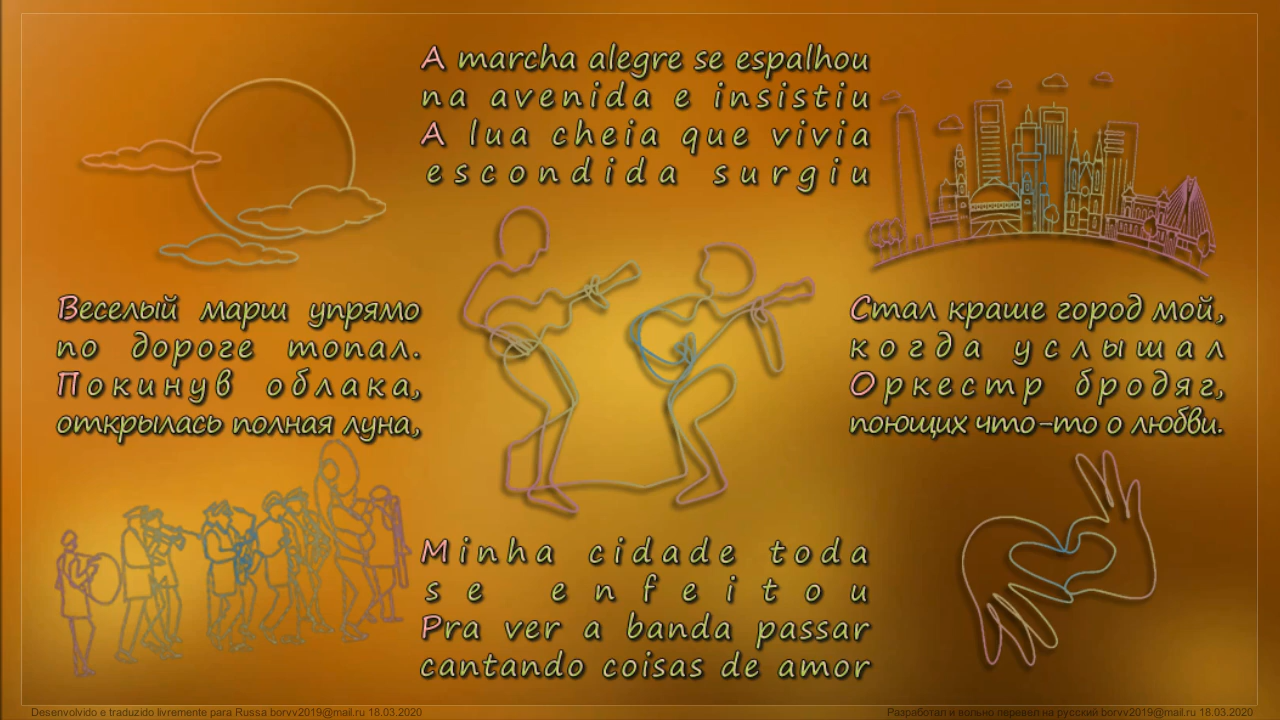 A marcha alegre se espalhou
na avenida e insistiu
A lua cheia que vivia
escondida surgiu
Веселый марш упрямо
по дороге топал.
Покинув облака,
открылась полная луна,
Стал краше город мой,
когда услышал
Оркестр бродяг,
поющих что-то о любви.
Minha cidade toda
se enfeitou
Pra ver a banda passar
cantando coisas de amor
Desenvolvido e traduzido livremente para Russa borvv2019@mail.ru 18.03.2020
Разработал и вольно перевел на русский borvv2019@mail.ru 18.03.2020